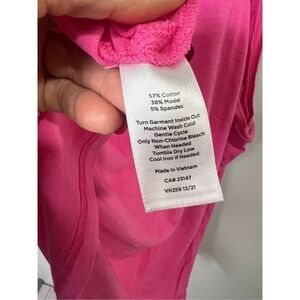 57% Cotton
38% Modal
5% Spandex
Turn Garment Inside Out
Machine Wash Cold
Gentle Cycle
Only Non-Chlorine Bleach
When Needed
Tumble Dry Low
Cool Iron if Needed
Made in Vietnam
CA# 23147
VN259 12/21